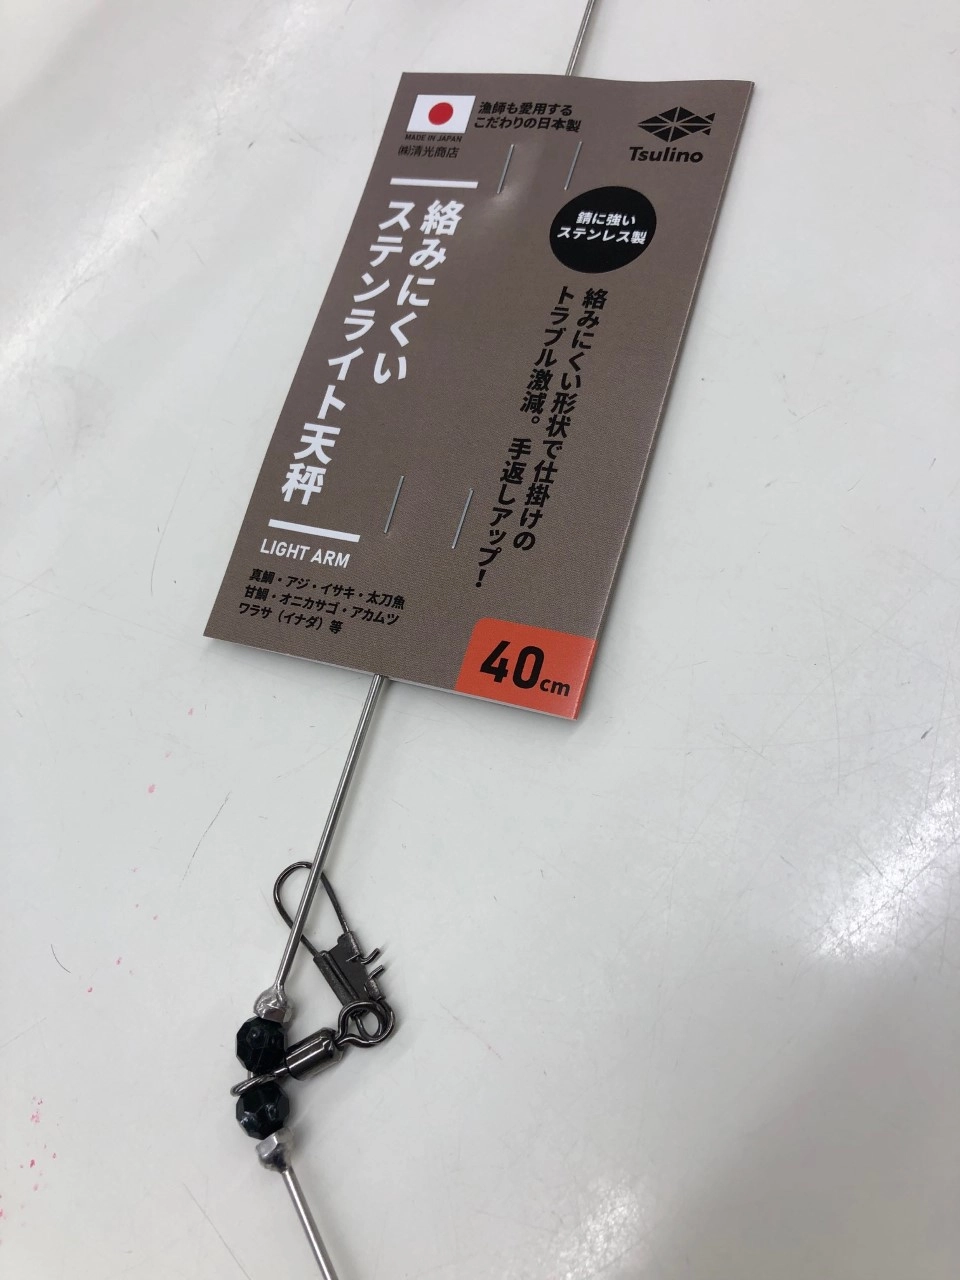 漁師も愛用する
こだわりの日本製
MADE IN JAPAN
㈱清光商店
Tsulino
錆に強い
ステンレス製
絡みにくい
ステンライト天秤
LIGHT ARM
絡みにくい形状で仕掛けの
トラブル激減。手返しアップ！
真鯛・アジ・イサキ・太刀魚
甘鯛・オニカサゴ・アカムツ
ワラサ（イナダ）等
40cm